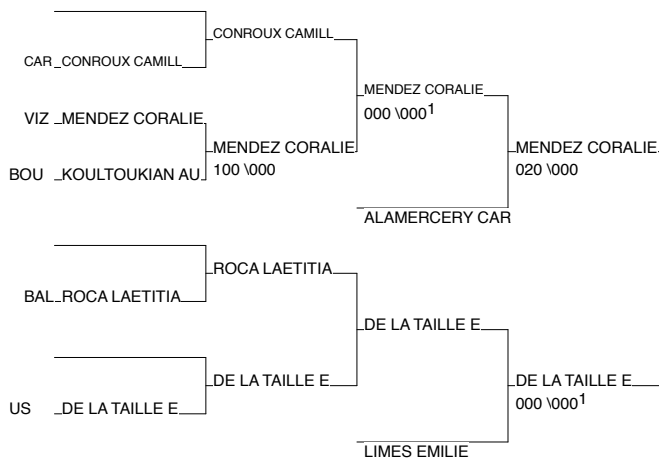 CONROUX CAMILL
CAR CONROUX CAMILL
MENDEZ CORALIE
000 \000¹
VIZ MENDEZ CORALIE
MENDEZ CORALIE
100 \000
MENDEZ CORALIE
020 \000
BOU KOULTOUKIAN AU
ALAMERCERY CAR
ROCA LAETITIA
BAL ROCA LAETITIA
DE LA TAILLE E
DE LA TAILLE E
DE LA TAILLE E
000 \000¹
US DE LA TAILLE E
LIMES EMILIE